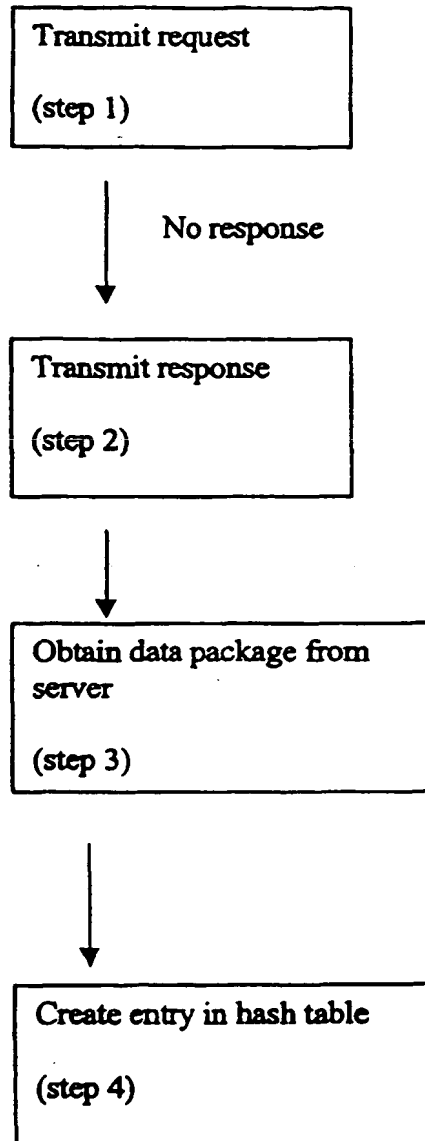 Transmit request
(step 1)
No response
Transmit response
(step 2)
Obtain data package from
server
(step 3)
Create entry in hash table
(step 4)